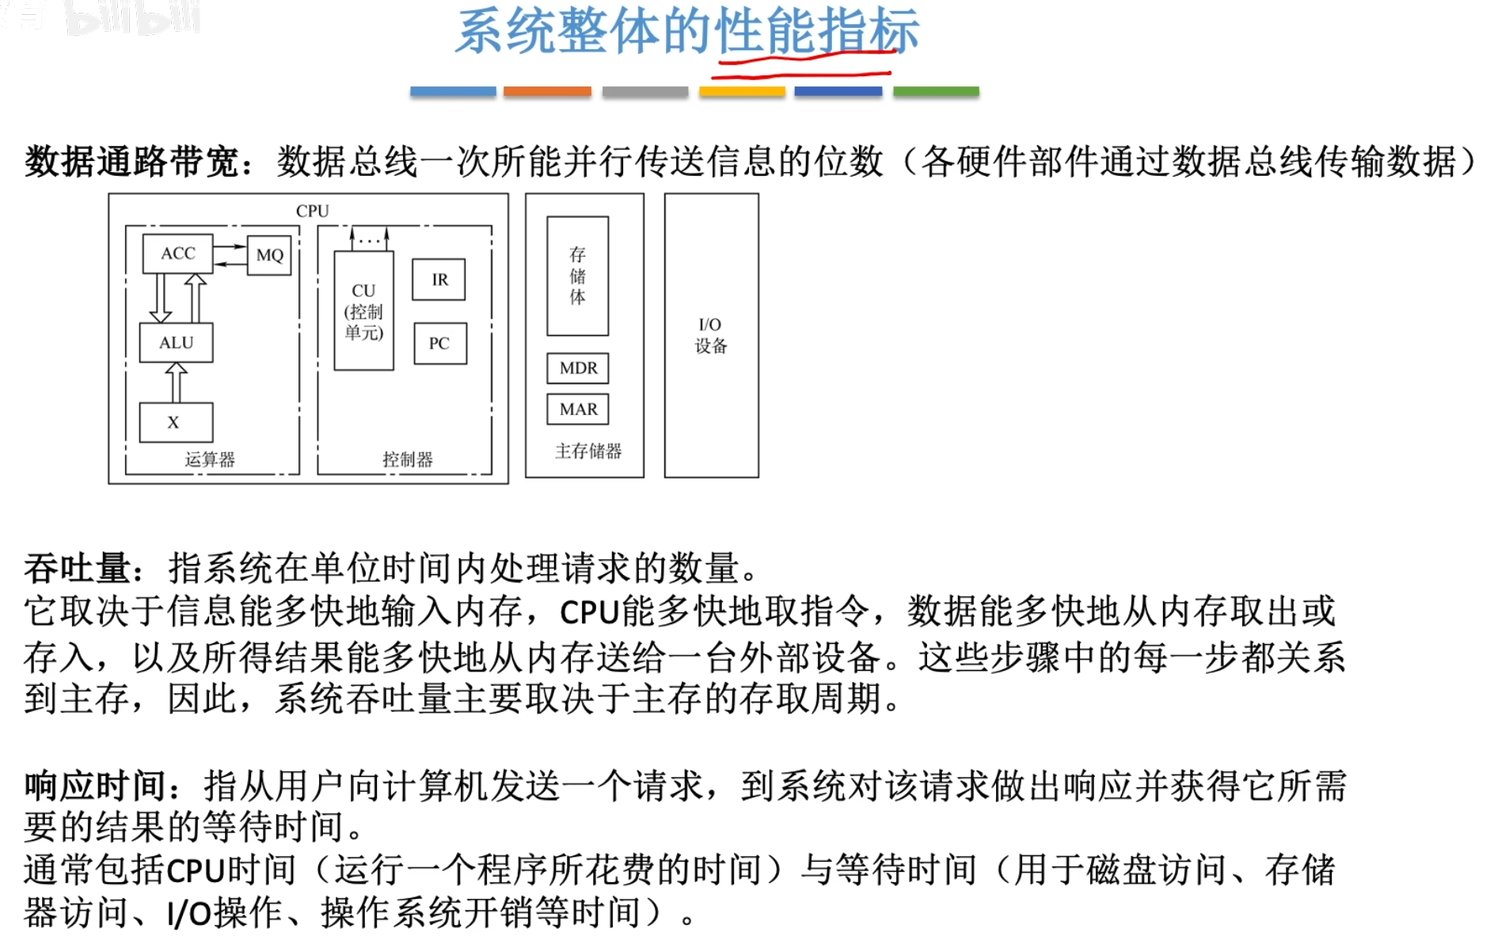 bilibili
系统整体的性能指标
数据通路带宽：数据总线一次所能并行传送信息的位数（各硬件部件通过数据总线传输数据）
CPU
ACC
MQ
ALU
X
运算器
CU
(控制
单元)
...
IR
PC
控制器
存
储
体
MDR
MAR
主存储器
I/O
设备
吞吐量：指系统在单位时间内处理请求的数量。
它取决于信息能多快地输入内存，CPU能多快地取指令，数据能多快地从内存取出或
存入，以及所得结果能多快地从内存送给一台外部设备。这些步骤中的每一步都关系
到主存，因此，系统吞吐量主要取决于主存的存取周期。
响应时间：指从用户向计算机发送一个请求，到系统对该请求做出响应并获得它所需
要的结果的等待时间。
通常包括CPU时间（运行一个程序所花费的时间）与等待时间（用于磁盘访问、存储
器访问、I/O操作、操作系统开销等时间）。